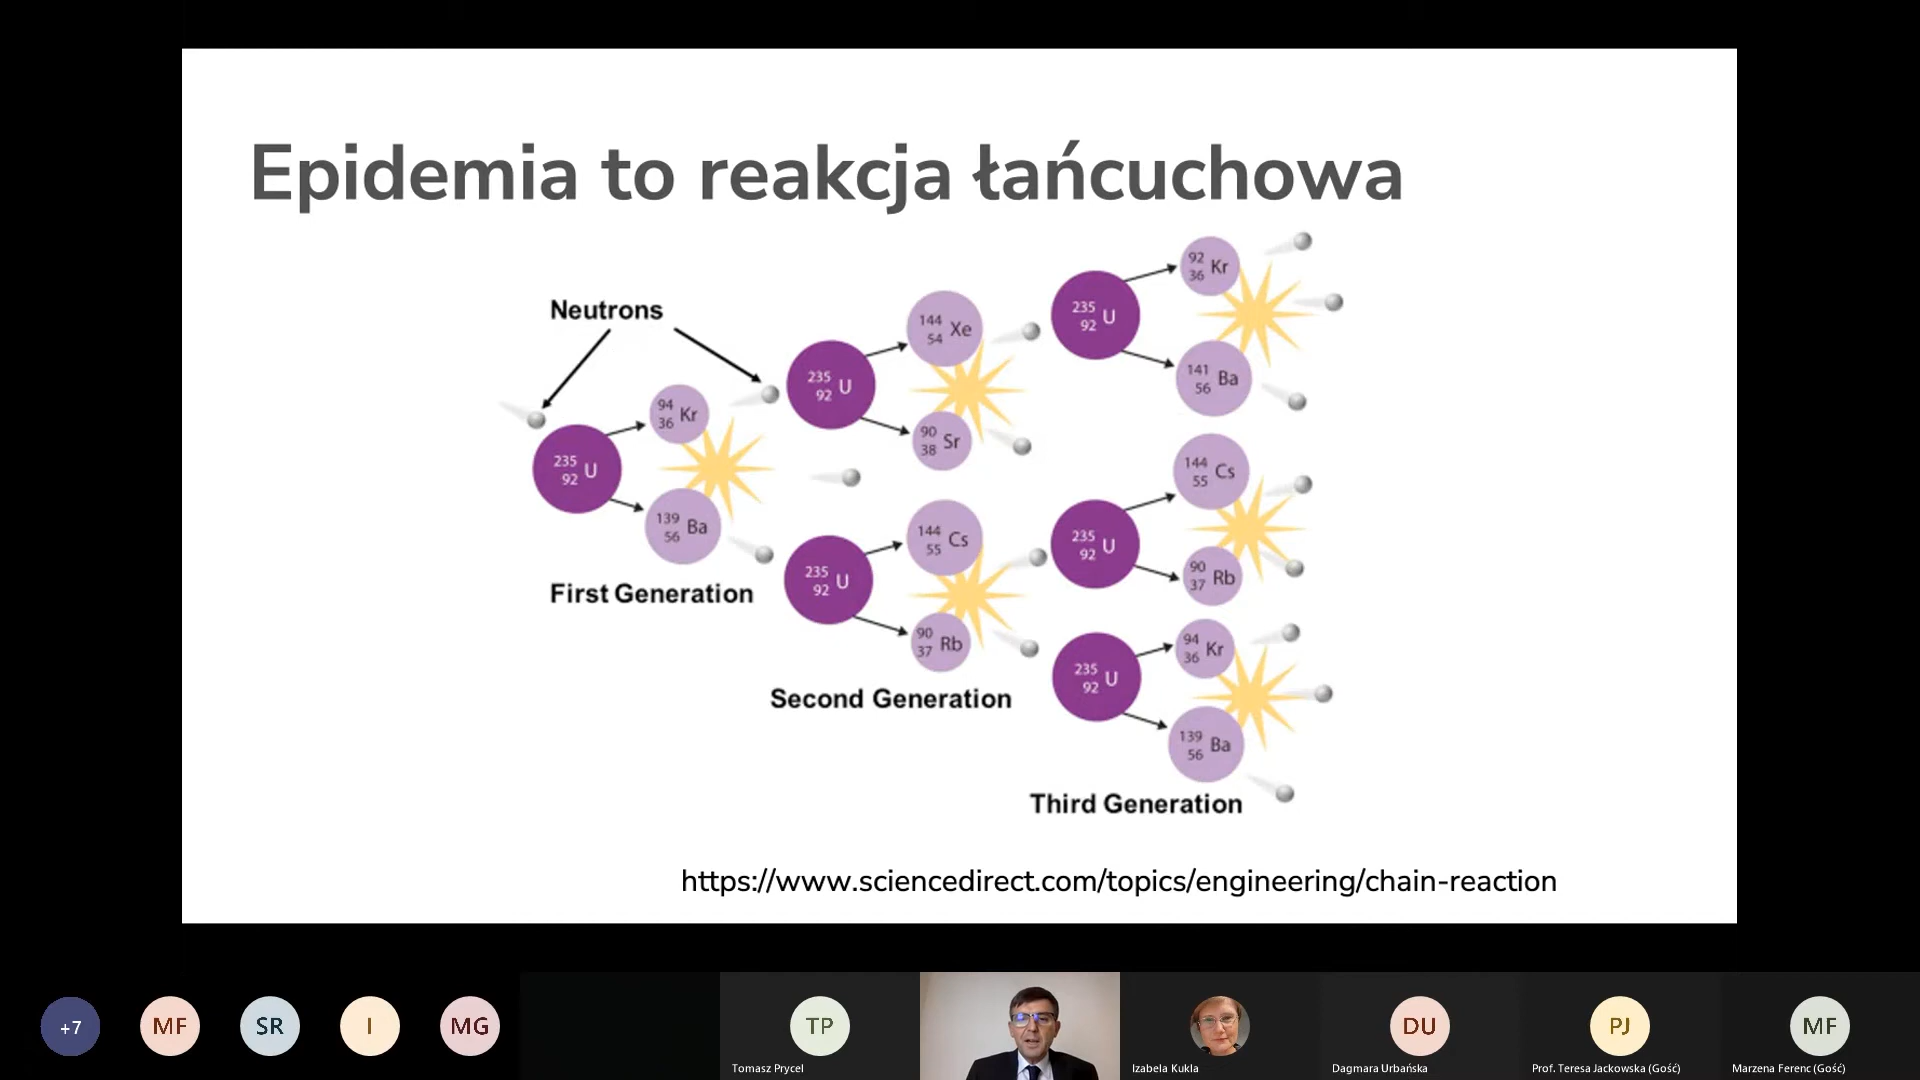 Epidemia to reakcja łańcuchowa
Neutrons
235
92 U
94
36 Kr
139
56 Ba
First Generation
235
92 U
144
54 Xe
90
38 Sr
235
92 U
144
55 Cs
90
37 Rb
Second Generation
235
92 U
92
36 Kr
141
56 Ba
235
92 U
144
55 Cs
90
37 Rb
235
92 U
94
36 Kr
139
56 Ba
Third Generation
https://www.sciencedirect.com/topics/engineering/chain-reaction
+7
MF
SR
I
MG
TP
Tomasz Prycel
Izabela Kukla
DU
Dagmara Urbańska
PJ
Prof. Teresa Jackowska (Gość)
MF
Marzena Ferenc (Gość)